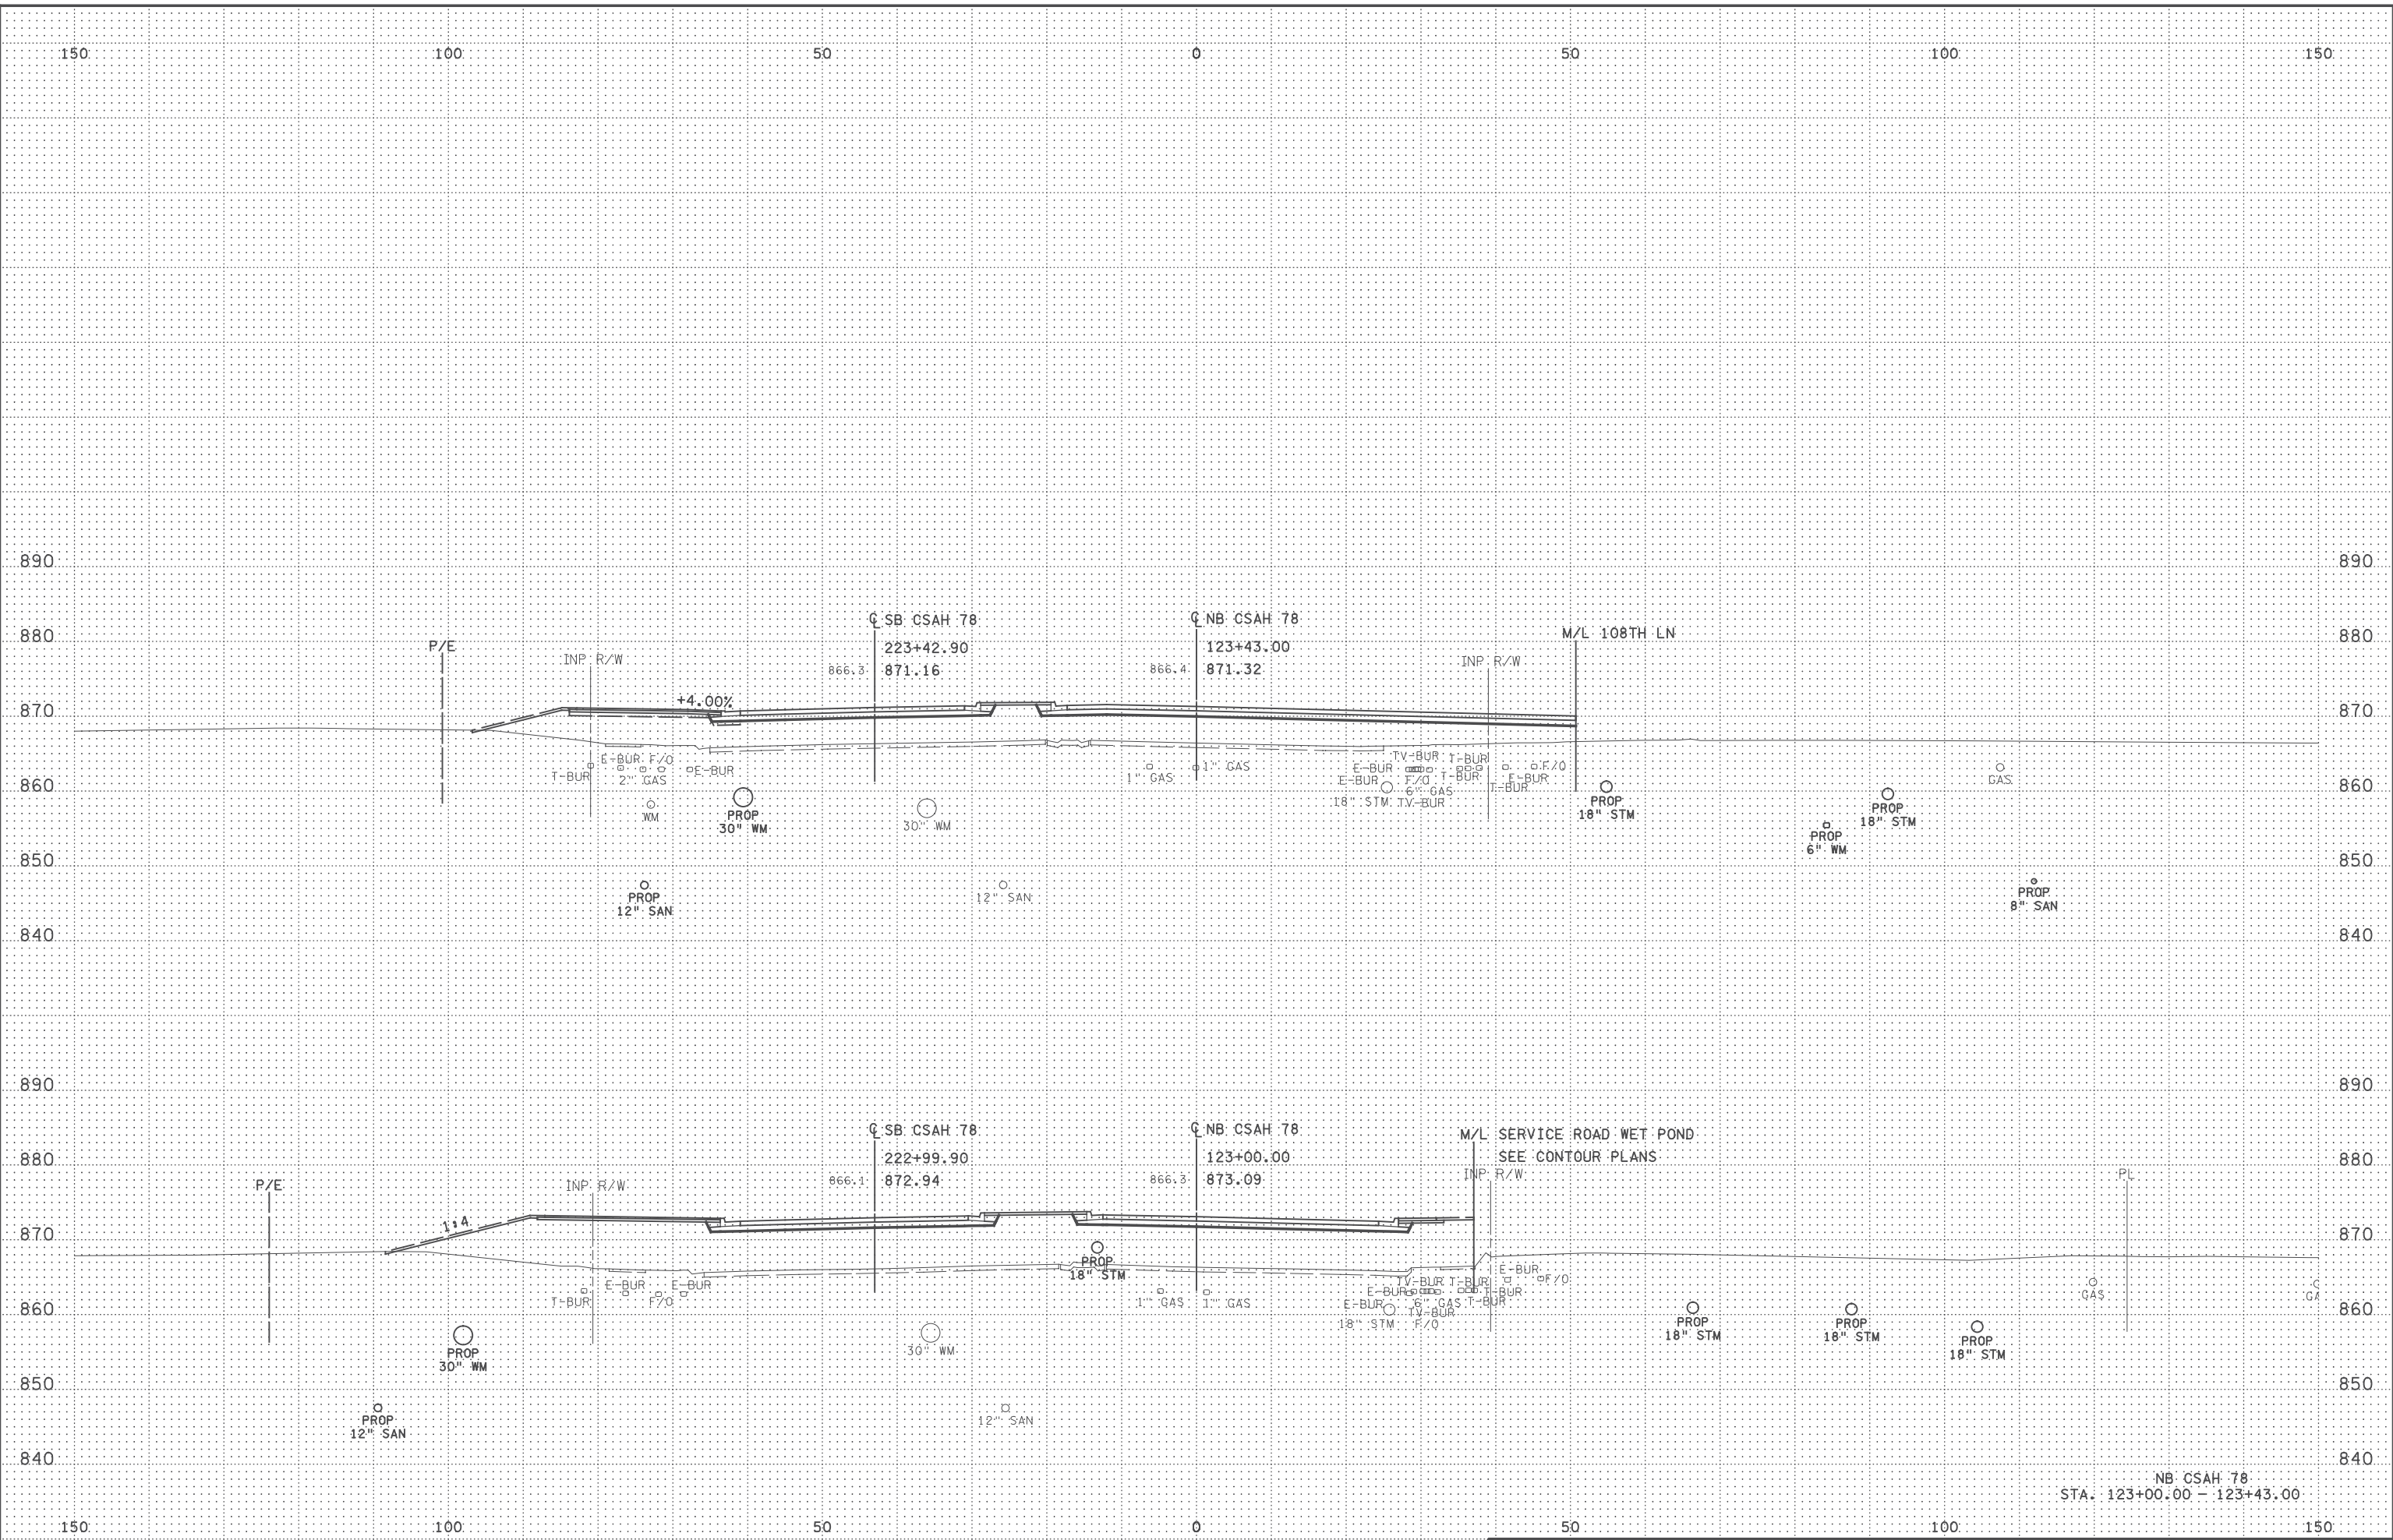 150 100 50 0 50 100 150
890 890
℄ SB CSAH 78 ℄ NB CSAH 78
880 M/L 108TH LN 880
P/E 223+42.90 123+43.00
INP R/W 866.3 871.16 866.4 871.32 INP R/W
870 +4.00% 870
E-BUR F/O TV-BUR T-BUR
T-BUR 2" GAS E-BUR 1" GAS 1" GAS E-BUR E-BUR F/O T-BUR E-BUR F/O GAS
860 6" GAS T-BUR 860
WM 18" STM TV-BUR
PROP PROP PROP
30" WM 30" WM 18" STM 18" STM
PROP
6" WM
850 850
PROP 12" SAN PROP
12" SAN 8" SAN
840 840
890 890
℄ SB CSAH 78 ℄ NB CSAH 78 M/L SERVICE ROAD WET POND
880 222+99.90 123+00.00 SEE CONTOUR PLANS 880
P/E INP R/W 866.1 872.94 866.3 873.09 INP R/W PL
1:4
870 870
PROP
18" STM
E-BUR E-BUR TV-BUR T-BUR E-BUR F/O
T-BUR F/O 1" GAS 1" GAS E-BUR E-BUR 6" GAS T-BUR T-BUR GAS GA
860 TV-BUR 860
18" STM F/O
PROP PROP PROP
18" STM 18" STM 18" STM
PROP 30" WM
30" WM
850 850
PROP 12" SAN
12" SAN
840 840
NB CSAH 78
STA. 123+00.00 - 123+43.00
150 100 50 0 50 100 150